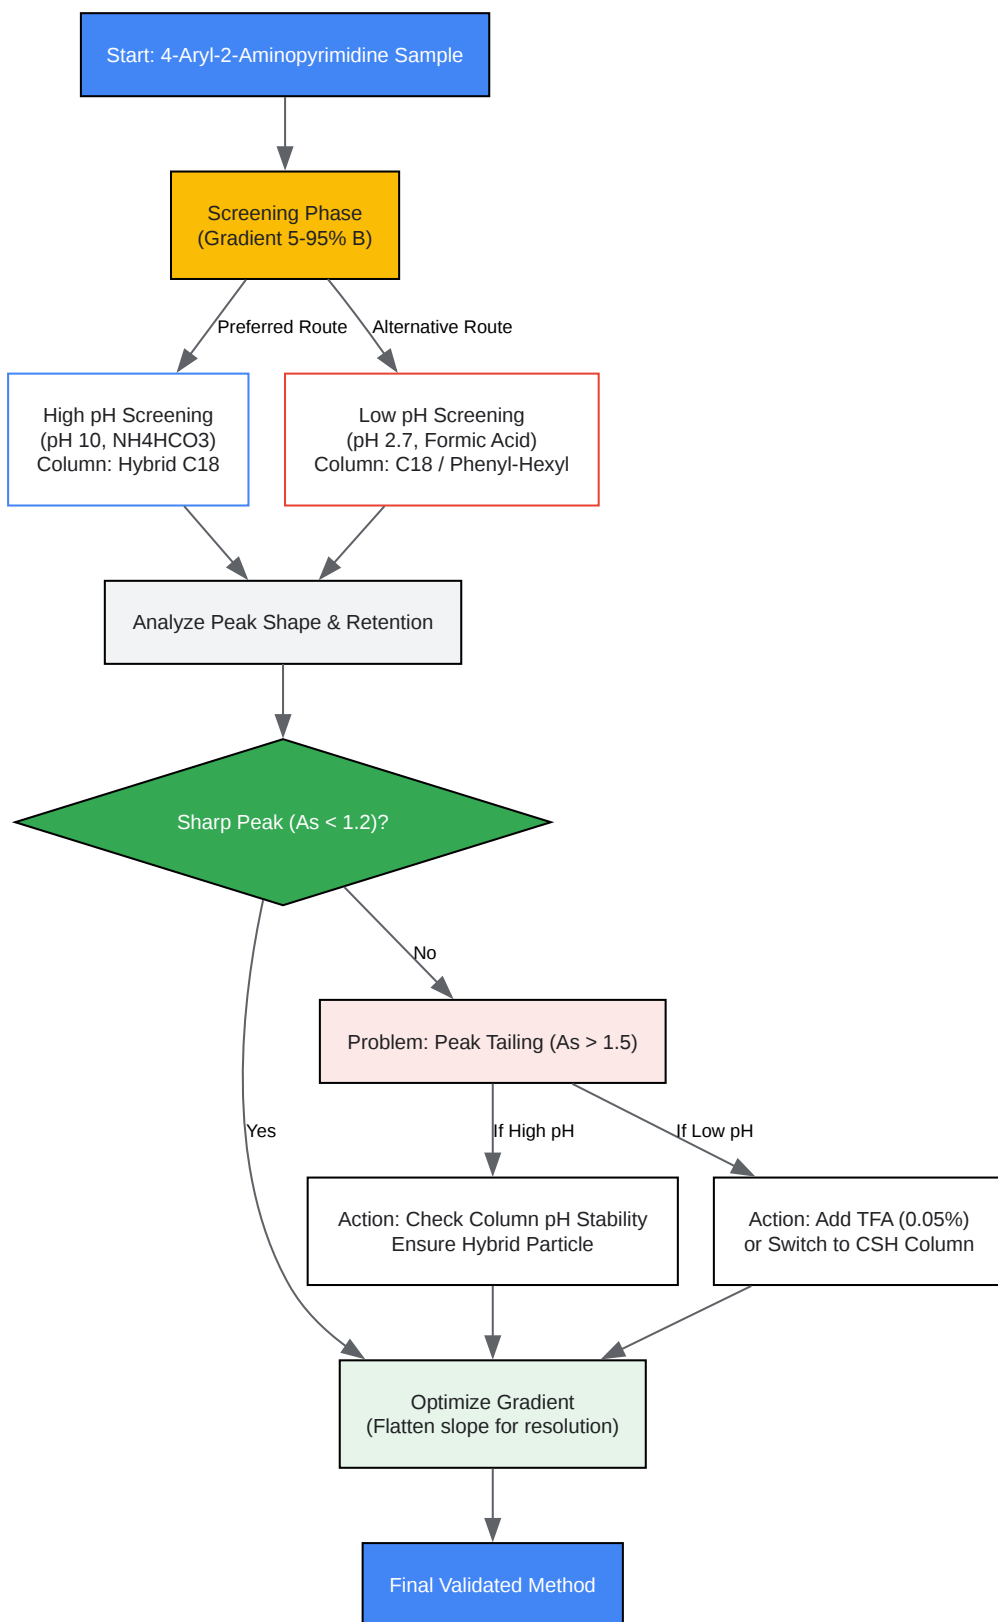 Start: 4-Aryl-2-Aminopyrimidine Sample
Screening Phase
(Gradient 5-95% B)
Preferred Route
Alternative Route
High pH Screening
(pH 10, NH4HCO3)
Column: Hybrid C18
Low pH Screening
(pH 2.7, Formic Acid)
Column: C18 / Phenyl-Hexyl
Analyze Peak Shape & Retention
Sharp Peak (As < 1.2)?
No
Problem: Peak Tailing (As > 1.5)
Yes
If High pH
If Low pH
Action: Check Column pH Stability
Ensure Hybrid Particle
Action: Add TFA (0.05%)
or Switch to CSH Column
Optimize Gradient
(Flatten slope for resolution)
Final Validated Method